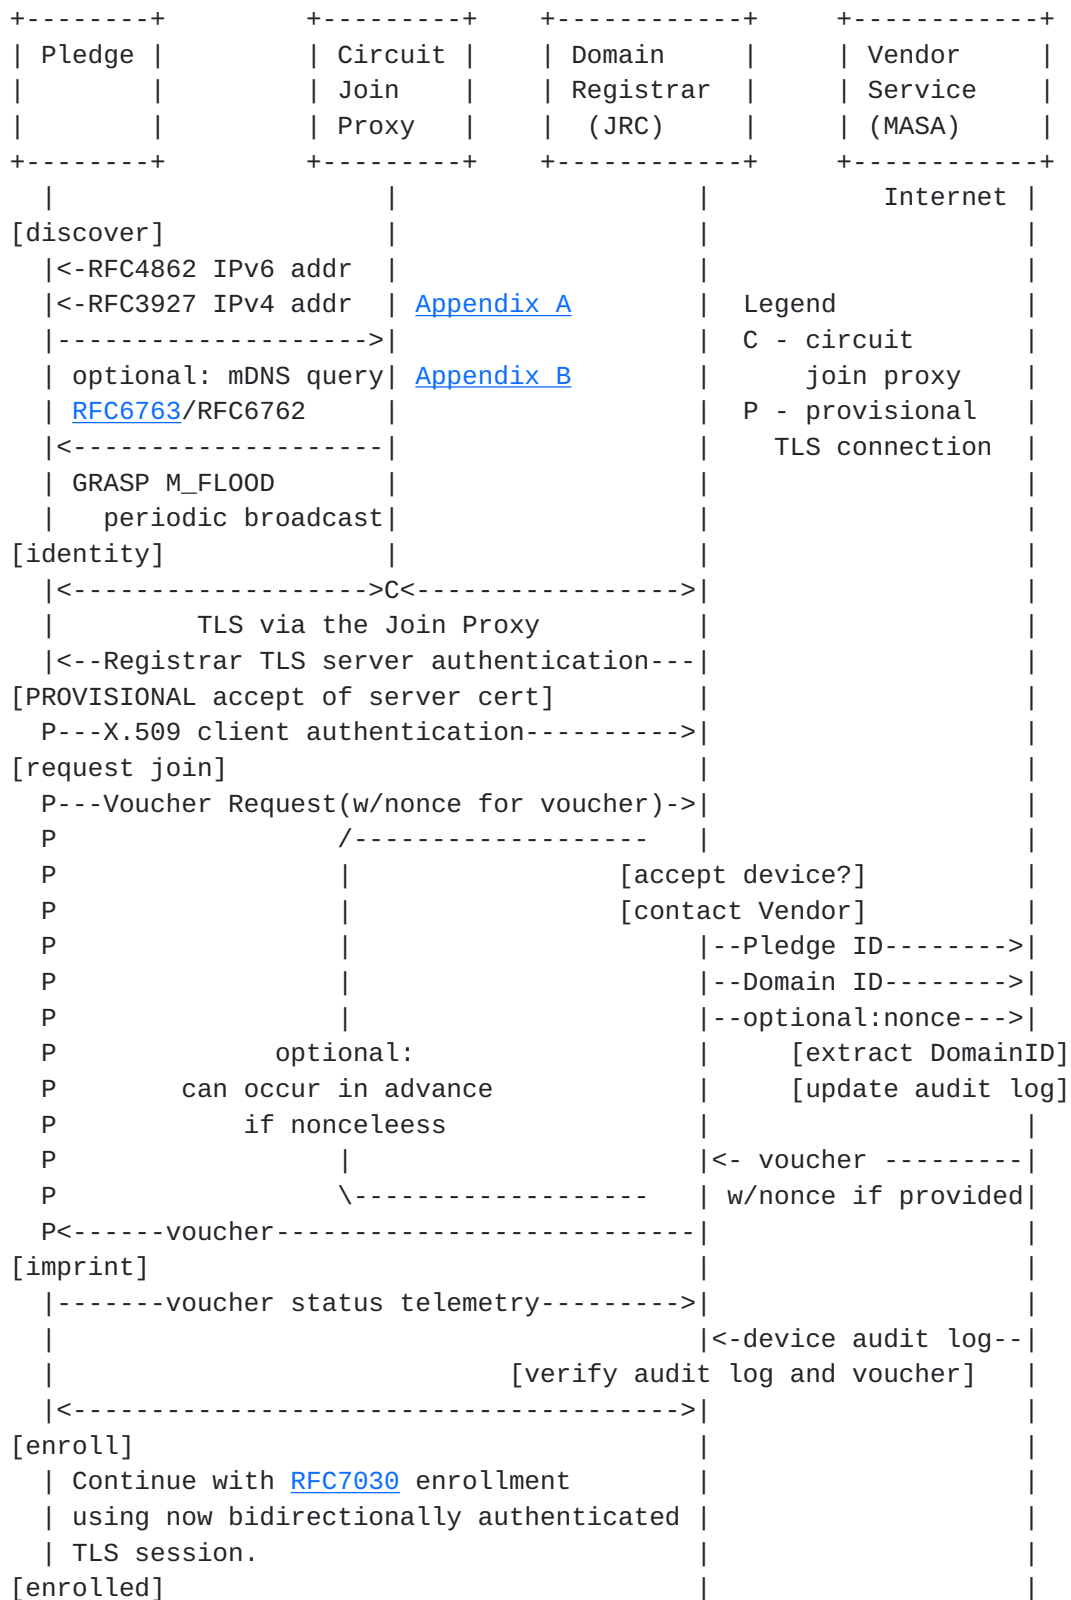 +--------+         +---------+    +------------+     +------------+
| Pledge |         | Circuit |    | Domain     |     | Vendor     |
|        |         | Join    |    | Registrar  |     | Service    |
|        |         | Proxy   |    |  (JRC)     |     | (MASA)     |
+--------+         +---------+    +------------+     +------------+
  |                     |                   |           Internet |
[discover]              |                   |                    |
  |<-RFC4862 IPv6 addr  |                   |                    |
  |<-RFC3927 IPv4 addr  | Appendix A        |  Legend            |
  |-------------------->|                   |  C - circuit       |
  | optional: mDNS query| Appendix B        |      join proxy    |
  | RFC6763/RFC6762     |                   |  P - provisional   |
  |<--------------------|                   |    TLS connection  |
  | GRASP M_FLOOD       |                   |                    |
  |   periodic broadcast|                   |                    |
[identity]              |                   |                    |
  |<------------------->C<----------------->|                    |
  |         TLS via the Join Proxy          |                    |
  |<--Registrar TLS server authentication---|                    |
[PROVISIONAL accept of server cert]         |                    |
  P---X.509 client authentication---------->|                    |
[request join]                              |                    |
  P---Voucher Request(w/nonce for voucher)->|                    |
  P                  /-------------------   |                    |
  P                  |                 [accept device?]          |
  P                  |                 [contact Vendor]          |
  P                  |                      |--Pledge ID-------->|
  P                  |                      |--Domain ID-------->|
  P                  |                      |--optional:nonce--->|
  P              optional:                  |     [extract DomainID]
  P        can occur in advance             |     [update audit log]
  P            if nonceleess                |                    |
  P                  |                      |<- voucher ---------|
  P                  \-------------------   | w/nonce if provided|
  P<------voucher---------------------------|                    |
[imprint]                                   |                    |
  |-------voucher status telemetry--------->|                    |
  |                                         |<-device audit log--|
  |                             [verify audit log and voucher]   |
  |<--------------------------------------->|                    |
[enroll]                                    |                    |
  | Continue with RFC7030 enrollment        |                    |
  | using now bidirectionally authenticated |                    |
  | TLS session.                            |                    |
[enrolled]                                  |                    |